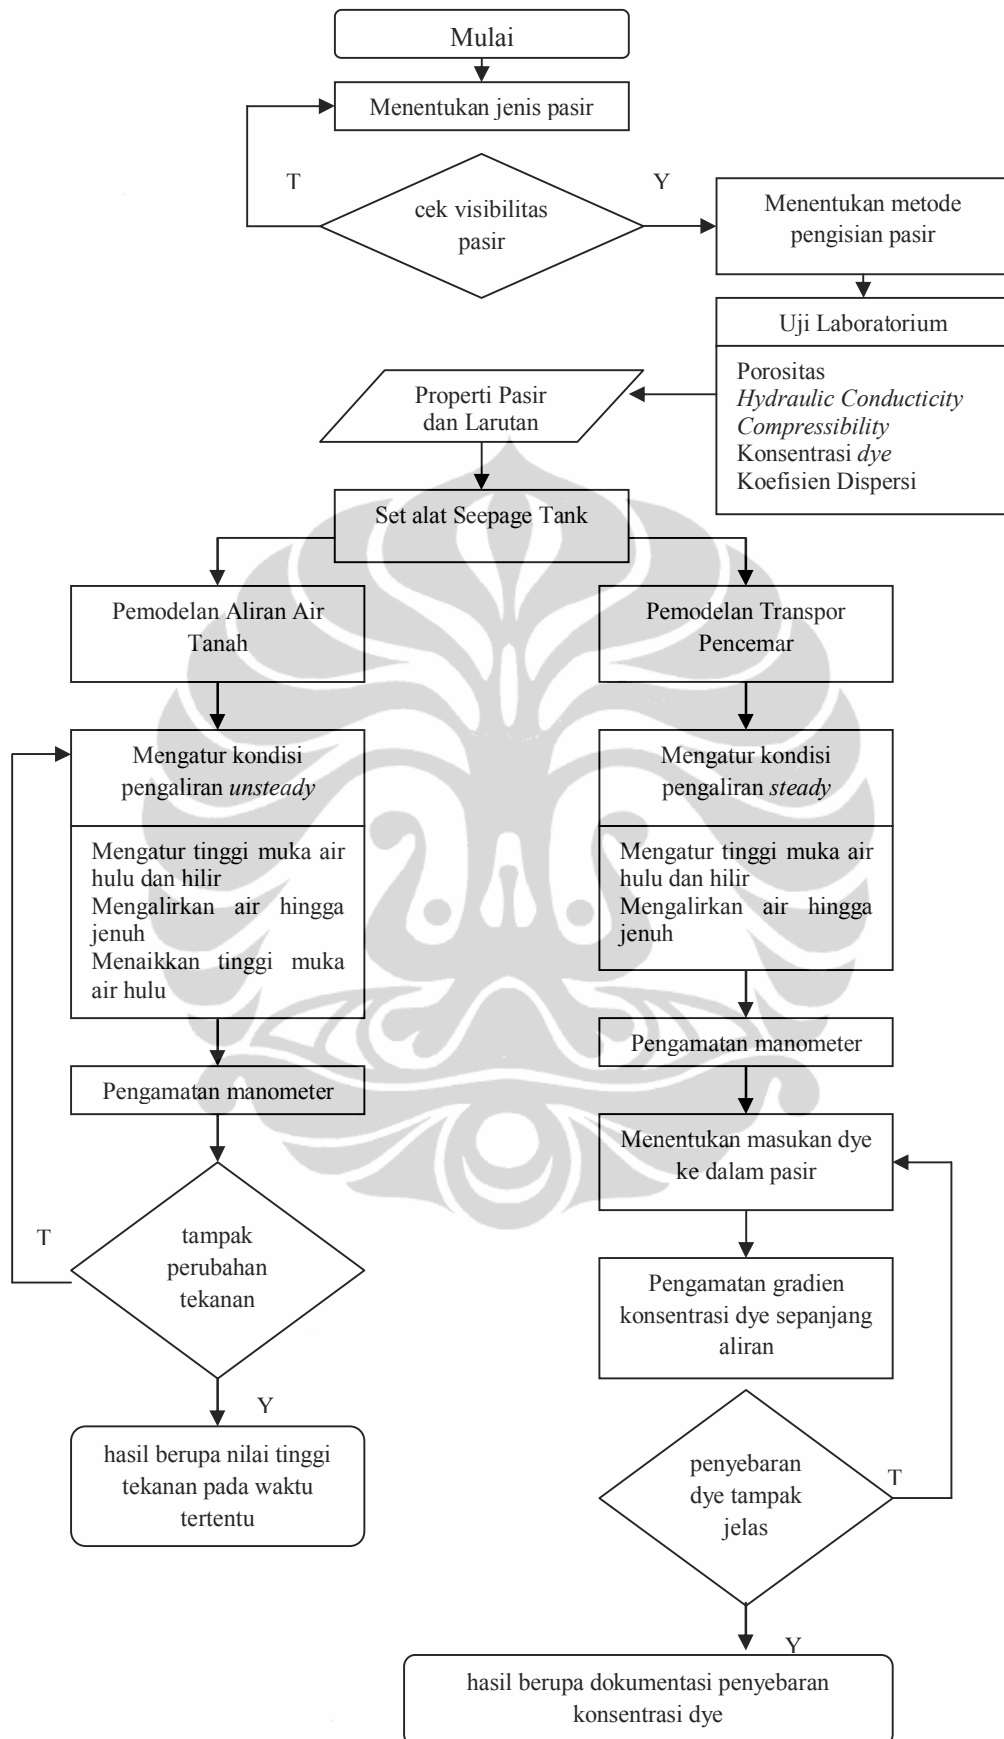 Mulai
Menentukan jenis pasir
T
Y
cek visibilitas
pasir
Menentukan metode
pengisian pasir
Uji Laboratorium
Porositas
Hydraulic Conducticity
Compressibility
Konsentrasi dye
Koefisien Dispersi
Properti Pasir
dan Larutan
Set alat Seepage Tank
Pemodelan Aliran Air
Tanah
Mengatur kondisi
pengaliran unsteady
Mengatur tinggi muka air
hulu dan hilir
Mengalirkan air hingga
jenuh
Menaikkan tinggi muka
air hulu
Pengamatan manometer
T
tampak
perubahan
tekanan
Y
hasil berupa nilai tinggi
tekanan pada waktu
tertentu
Pemodelan Transpor
Pencemar
Mengatur kondisi
pengaliran steady
Mengatur tinggi muka air
hulu dan hilir
Mengalirkan air hingga
jenuh
Pengamatan manometer
Menentukan masukan dye
ke dalam pasir
Pengamatan gradien
konsentrasi dye sepanjang
aliran
penyebaran
dye tampak
jelas
T
Y
hasil berupa dokumentasi penyebaran
konsentrasi dye